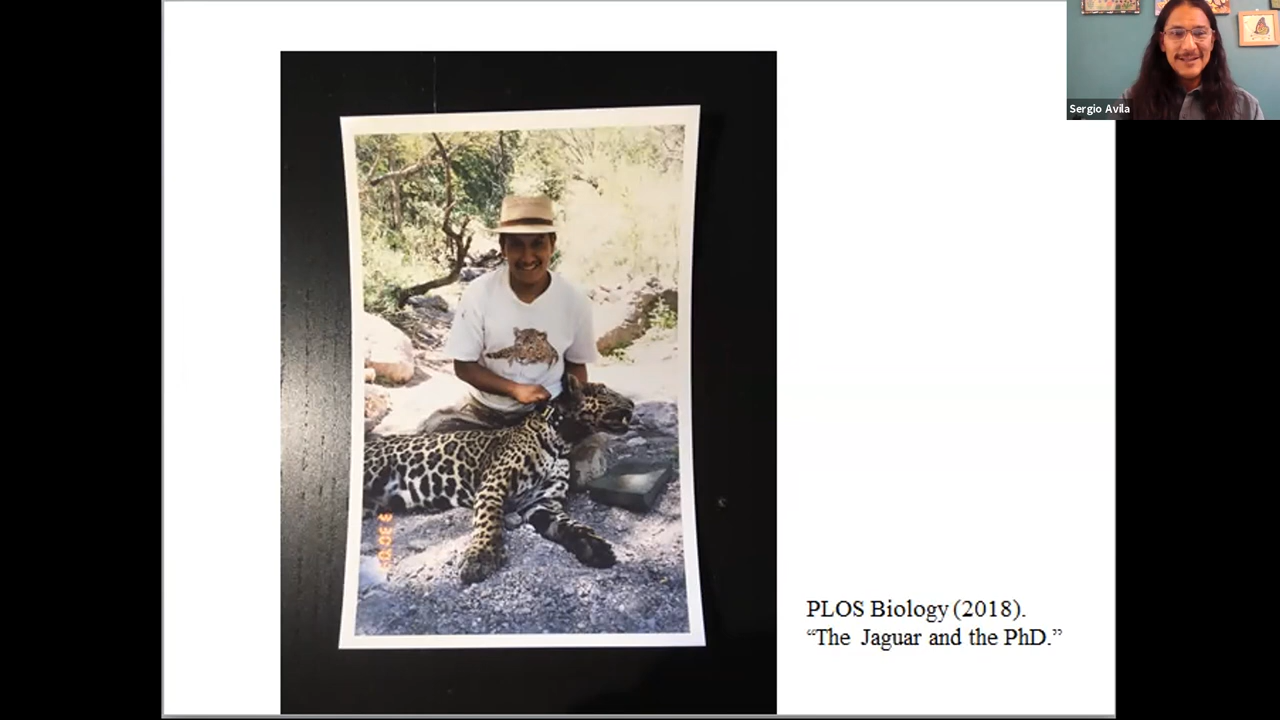 Sergio Avila
PLOS Biology (2018).
“The Jaguar and the PhD.”